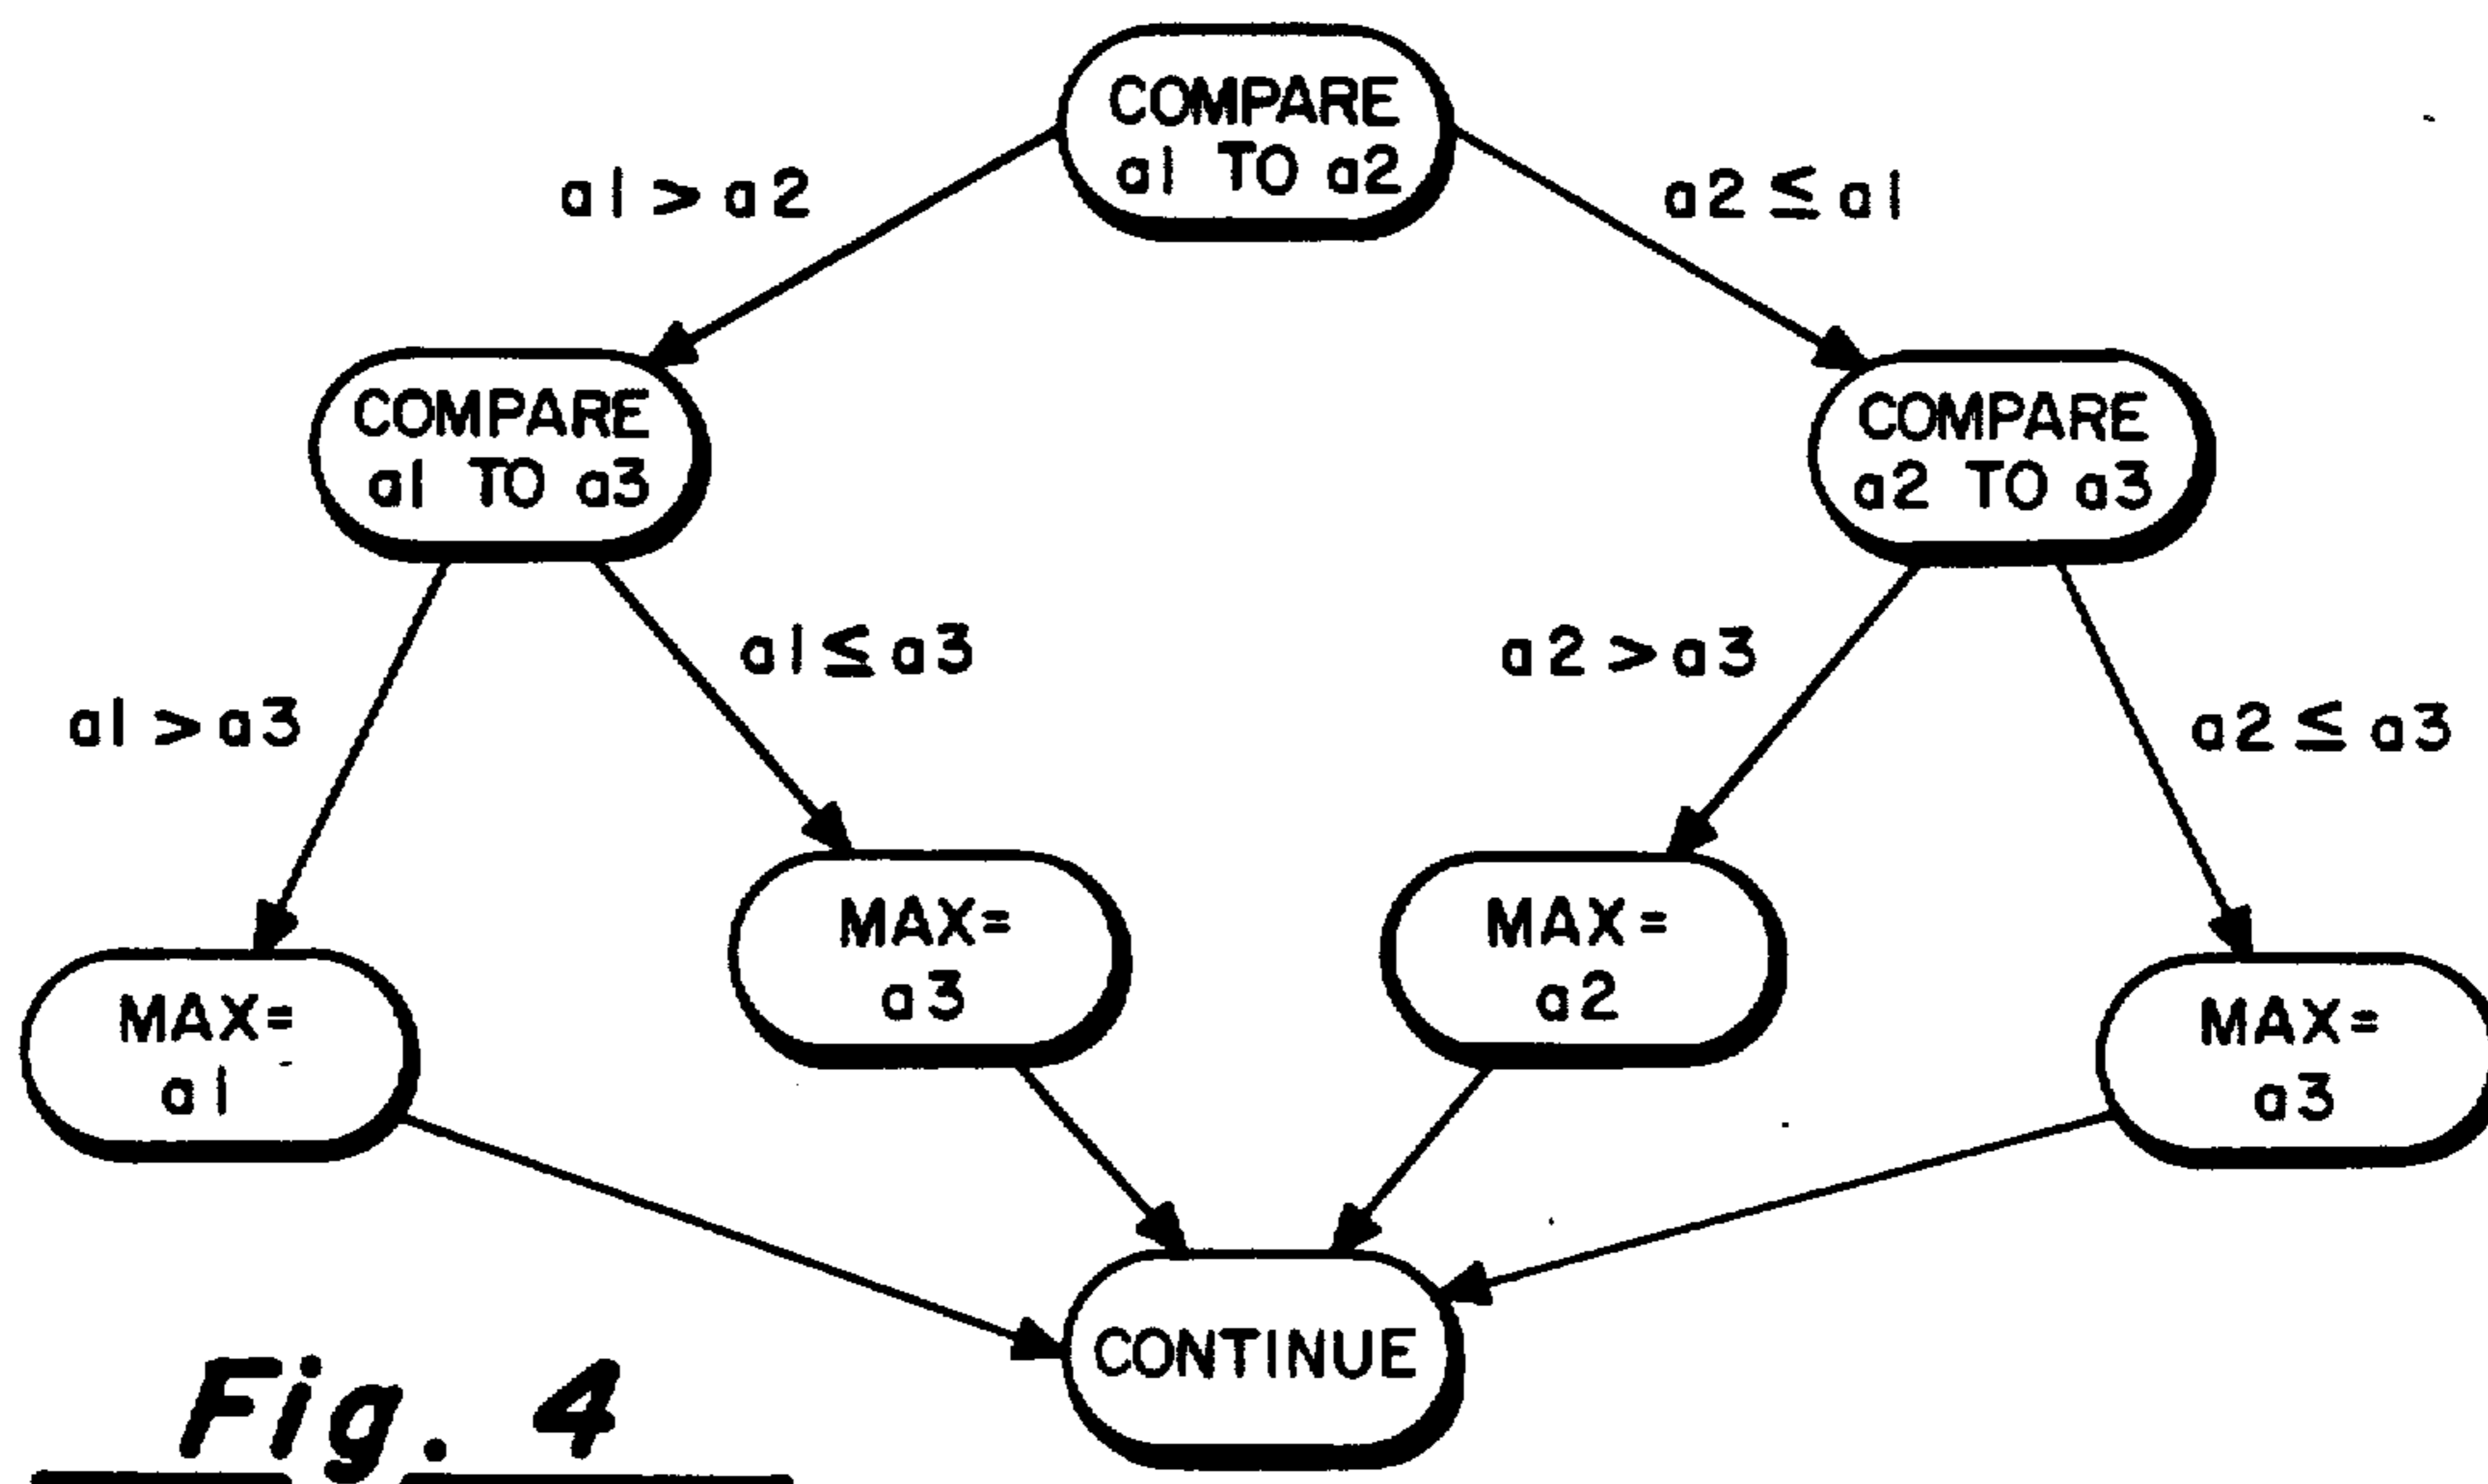 COMPARE
a1 TO a2
a1 > a2
a2 ≤ a1
COMPARE
a1 TO a3
COMPARE
a2 TO a3
a1 > a3
a1 ≤ a3
a2 > a3
a2 ≤ a3
MAX=
a1
MAX=
a3
MAX=
a2
MAX=
a3
CONTINUE
Fig. 4